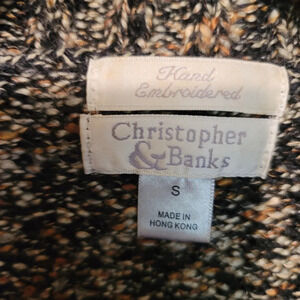 Hand
Embroidered
Christopher
& Banks
S
MADE IN
HONG KONG